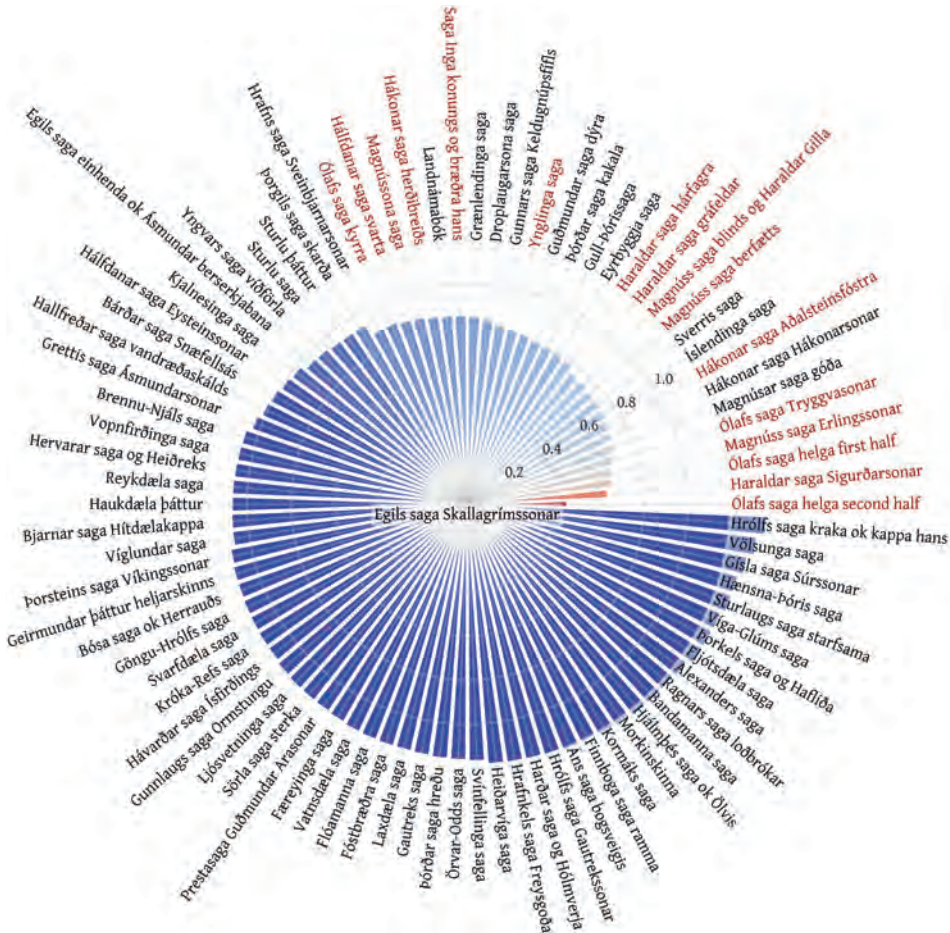 Saga Inga konungs og bræðra hans
Grænlendinga saga
Droplaugarsona saga
Gunnars saga Keldugnúpsfífls
Ynglinga saga
Guðmundar saga dýra
Þórðar saga kakala
Gull-Þórissaga
Eyrbyggja saga
Haraldar saga hárfagra
Haraldar saga gráfeldar
Magnúss saga blinds og Haraldar Gilla
Magnúss saga berfætts
Sverris saga
Íslendinga saga
Hákonar saga Aðalsteinsfóstra
Hákonar saga Hákonarsonar
Magnúsar saga góða
Ólafs saga Tryggvasonar
Magnúss saga Erlingssonar
Ólafs saga helga first half
Haraldar saga Sigurðarsonar
Ólafs saga helga second half
Hrólfs saga kraka ok kappa hans
Völsunga saga
Gísla saga Súrssonar
Hænsna-Þóris saga
Sturlaugs saga starfsama
Víga-Glúms saga
Þorkels saga og Hafliða
Fljótsdæla saga
Alexanders saga
Ragnars saga loðbrókar
Bandamanna saga
Hjálmþés saga ok Ölvis
Morkinskinna
Kormáks saga
Finnboga saga ramma
Áns saga bogsveigis
Hrólfs saga Gautrekssonar
Harðar saga og Hólmverja
Hrafnkels saga Freysgoða
Heiðarvíga saga
Svínfellinga saga
Örvar-Odds saga
Þórðar saga hreðu
Gautreks saga
Laxdæla saga
Fóstbræðra saga
Flóamanna saga
Vatnsdæla saga
Færeyinga saga
Prestasaga Guðmundar Arasonar
Sörla saga sterka
Ljósvetninga saga
Gunnlaugs saga Ormstungu
Hávarðar saga Ísfirðings
Króka-Refs saga
Svarfdæla saga
Göngu-Hrólfs saga
Bósa saga ok Herrauðs
Geirmundar þáttur heljarskinns
Þorsteins saga Víkingssonar
Víglundar saga
Bjarnar saga Hítdælakappa
Haukdæla þáttur
Reykdæla saga
Hervarar saga og Heiðreks
Vopnfirðinga saga
Brennu-Njáls saga
Grettis saga Ásmundarsonar
Hallfreðar saga vandræðaskálds
Bárðar saga Snæfellsás
Hálfdanar saga Eysteinssonar
Kjalnesinga saga
Egils saga einhenda ok Ásmundar berserkjabana
Yngvars saga víðförla
Sturlu saga
Sturlu þáttur
Þorgils saga skarða
Hrafns saga Sveinbjarnarsonar
Ólafs saga kyrra
Hálfdanar saga svarta
Magnússona saga
Hákonar saga herðibreiðs
Landnámabók
1.0
0.8
0.6
0.4
0.2
Egils saga Skallagrímssonar